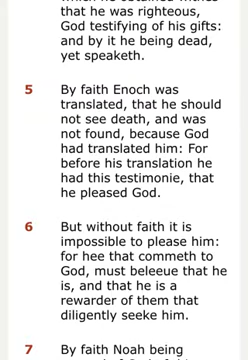 that he was righteous,
God testifying of his gifts:
and by it he being dead,
yet speaketh.
5 By faith Enoch was
translated, that he should
not see death, and was
not found, because God
had translated him: For
before his translation he
had this testimonie, that
he pleased God.
6 But without faith it is
impossible to please him:
for hee that commeth to
God, must beleeue that he
is, and that he is a
rewarder of them that
diligently seeke him.
7 By faith Noah being